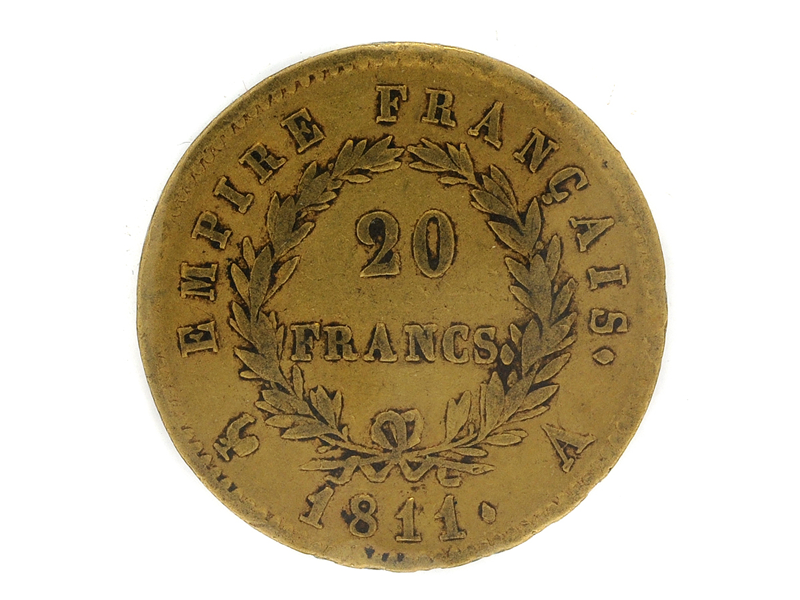 EMPIRE FRANÇAIS.
20
FRANCS.
A
1811.